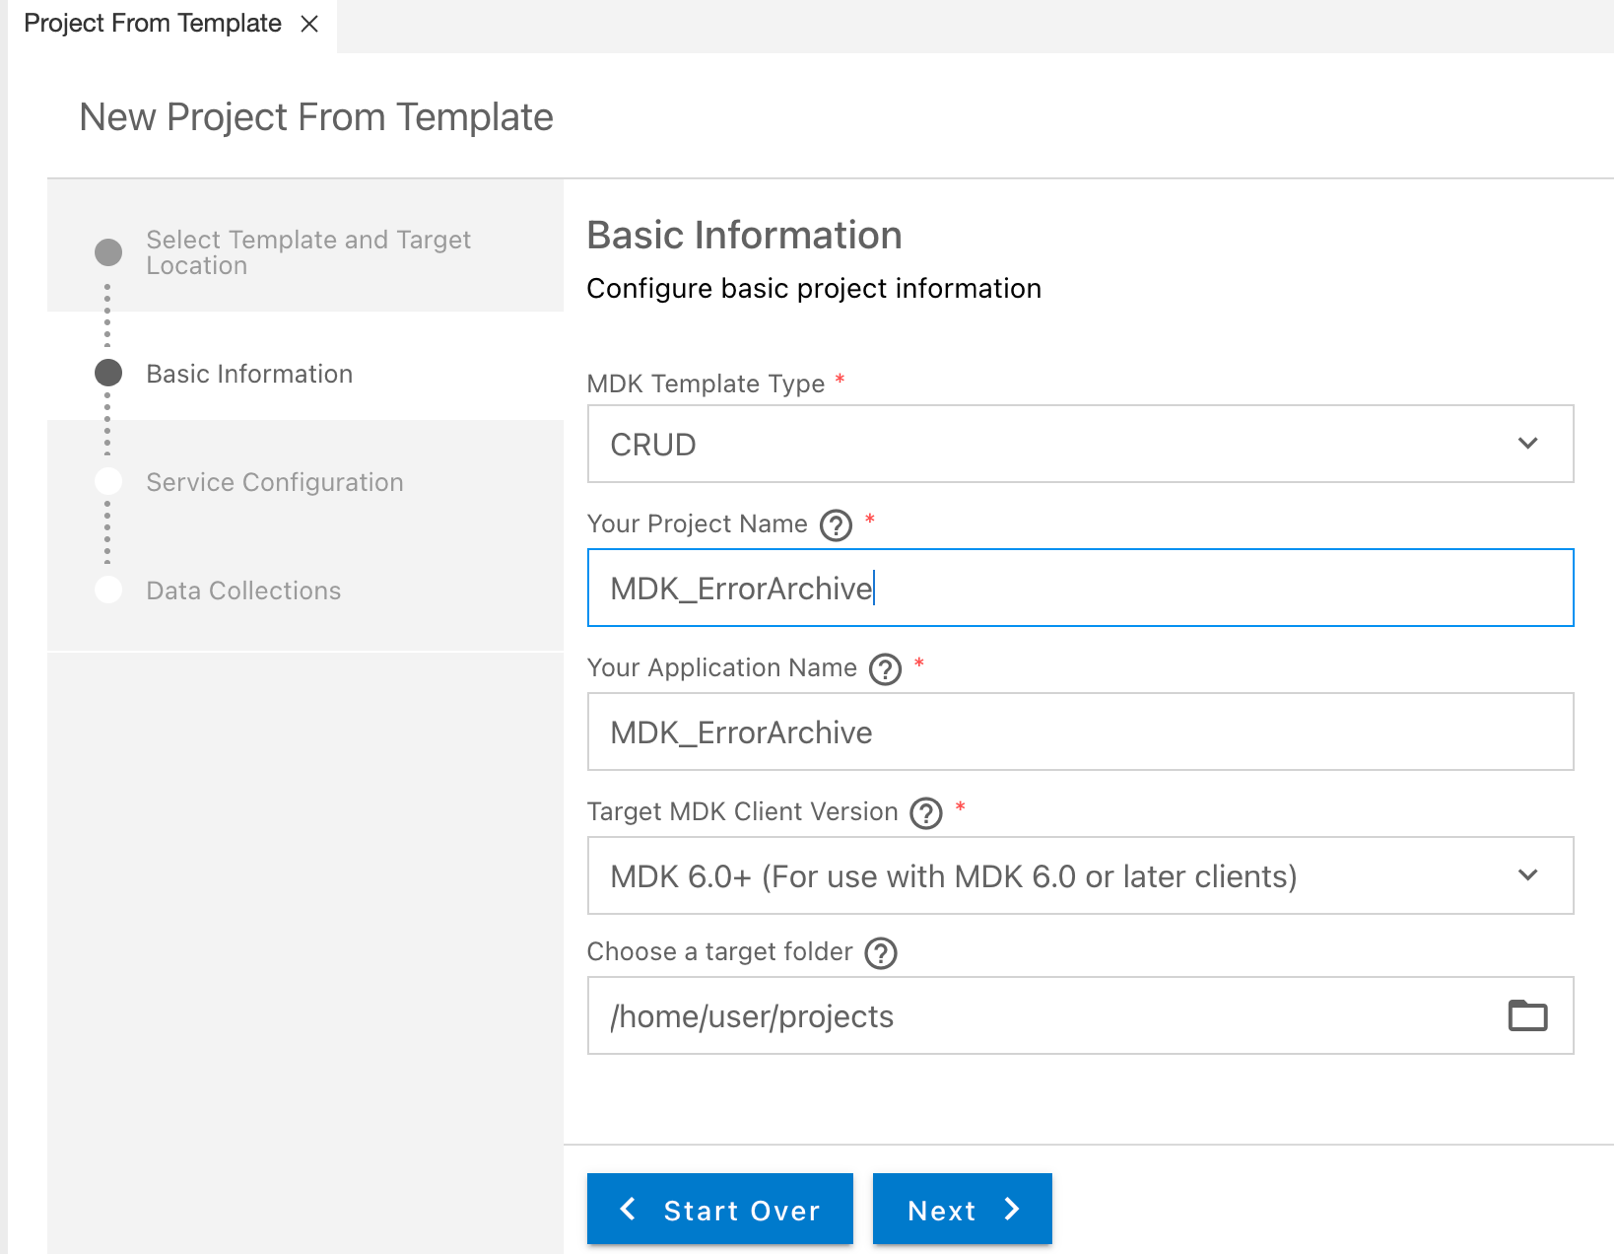 Project From Template
New Project From Template
Select Template and Target
Location
Basic Information
Service Configuration
Data Collections
Basic Information
Configure basic project information
MDK Template Type *
CRUD
Your Project Name ? *
MDK_ErrorArchive
Your Application Name ? *
MDK_ErrorArchive
Target MDK Client Version ? *
MDK 6.0+ (For use with MDK 6.0 or later clients)
Choose a target folder ?
/home/user/projects
Start Over
Next